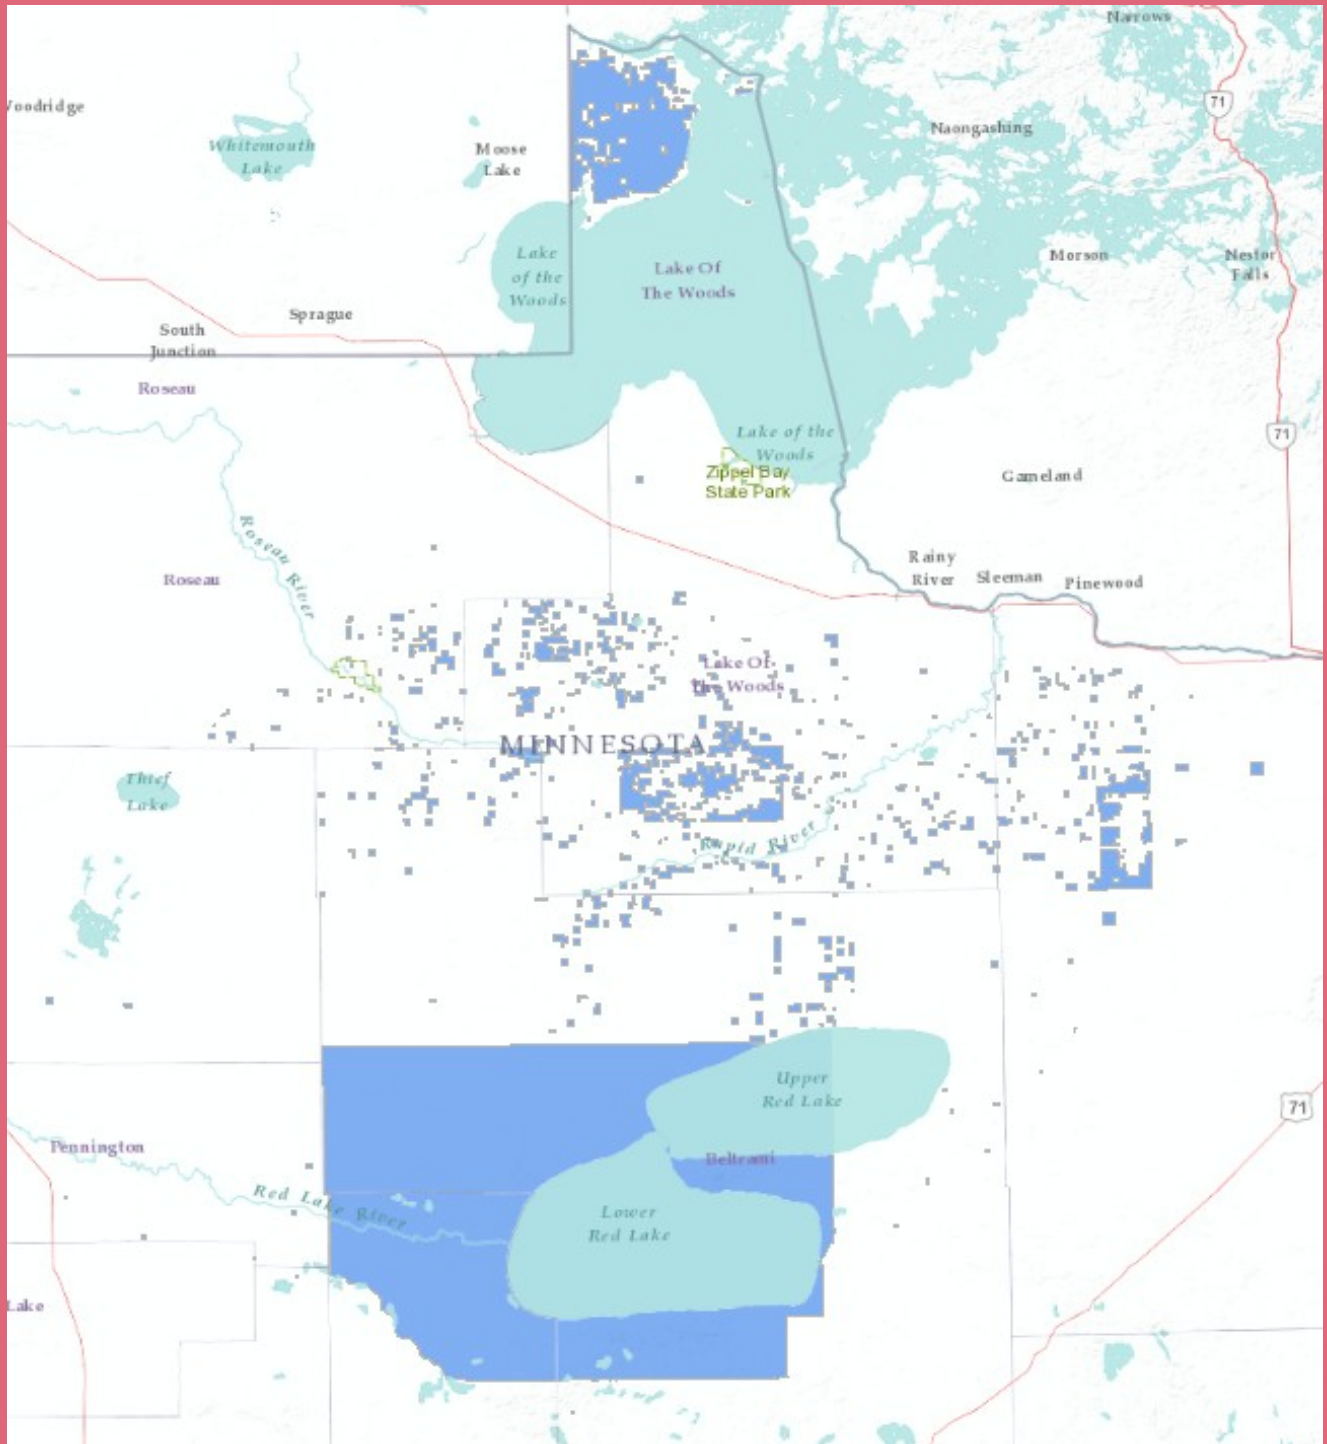 Narrows
71
Woodridge
Naongashing
Whitemouth
Lake
Moose
Lake
Lake
of the
Woods
Lake Of
The Woods
Morson
Nestor
Falls
Sprague
South
Junction
Roseau
71
Lake of the
Woods
Zippel Bay
State Park
Gameland
Roseau River
Rainy
River
Sleeman
Pinewood
Roseau
Lake Of
The Woods
MINNESOTA
Thief
Lake
Rapid River
Upper
Red Lake
71
Pennington
Beltrami
Red Lake River
Lower
Red Lake
Lake